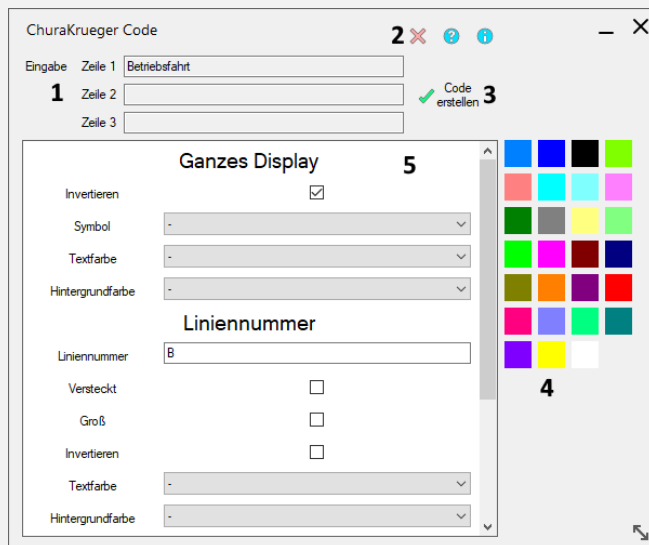 ChuraKrueger Code
2
Eingabe Zeile 1 Betriebsfahrt
1 Zeile 2
Code erstellen 3
Zeile 3
Ganzes Display 5
Invertieren
Symbol -
Textfarbe -
Hintergrundfarbe -
Liniennummer
Liniennummer B
Versteckt
Groß
Invertieren
Textfarbe -
Hintergrundfarbe -
4